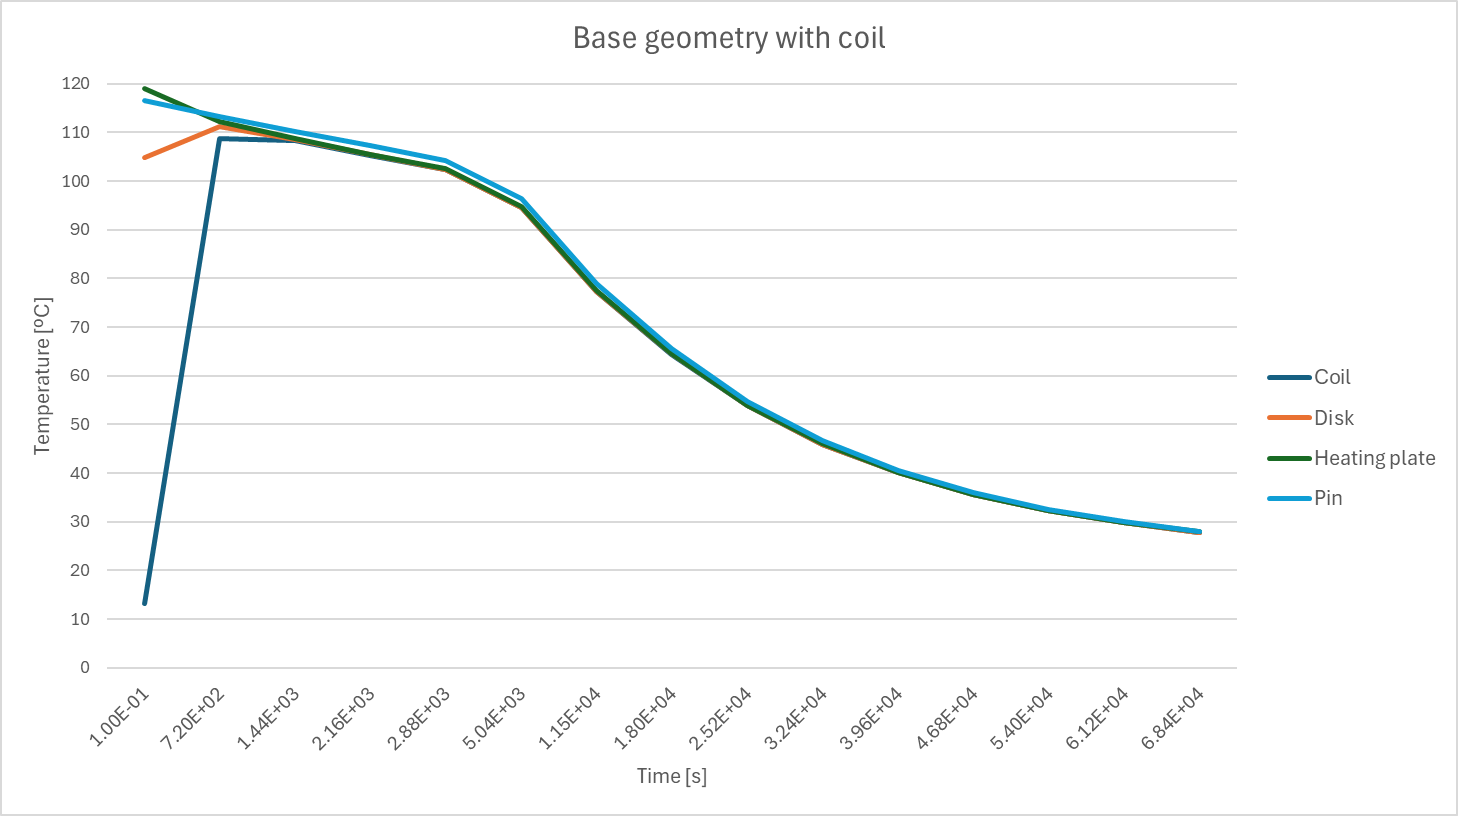 Base geometry with coil
120
110
100
90
80
70
60
50
40
30
20
10
0
Temperature [ºC]
1.00E-01
7.20E+02
1.44E+03
2.16E+03
2.88E+03
5.04E+03
1.15E+04
1.80E+04
2.52E+04
3.24E+04
3.96E+04
4.68E+04
5.40E+04
6.12E+04
6.84E+04
Time [s]
Coil
Disk
Heating plate
Pin